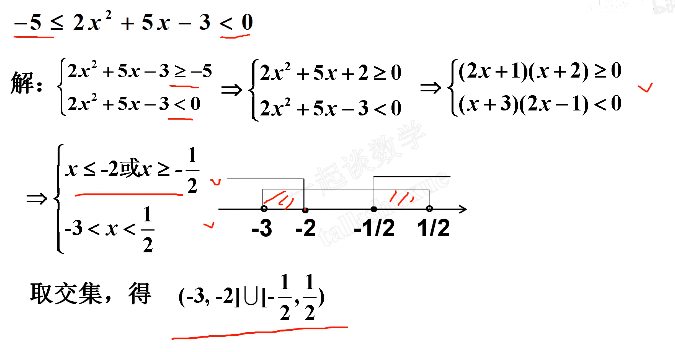 −5 ≤ 2x² + 5x − 3 < 0
解：{2x² + 5x − 3 ≥ −5 ⇒ {2x² + 5x + 2 ≥ 0 ⇒ {(2x + 1)(x + 2) ≥ 0
2x² + 5x − 3 < 0 2x² + 5x − 3 < 0 (x + 3)(2x − 1) < 0
⇒ {x ≤ -2或x ≥ -1/2
-3 < x < 1/2
-3 -2 -1/2 1/2
取交集，得 (-3, -2]∪[-1/2, 1/2)